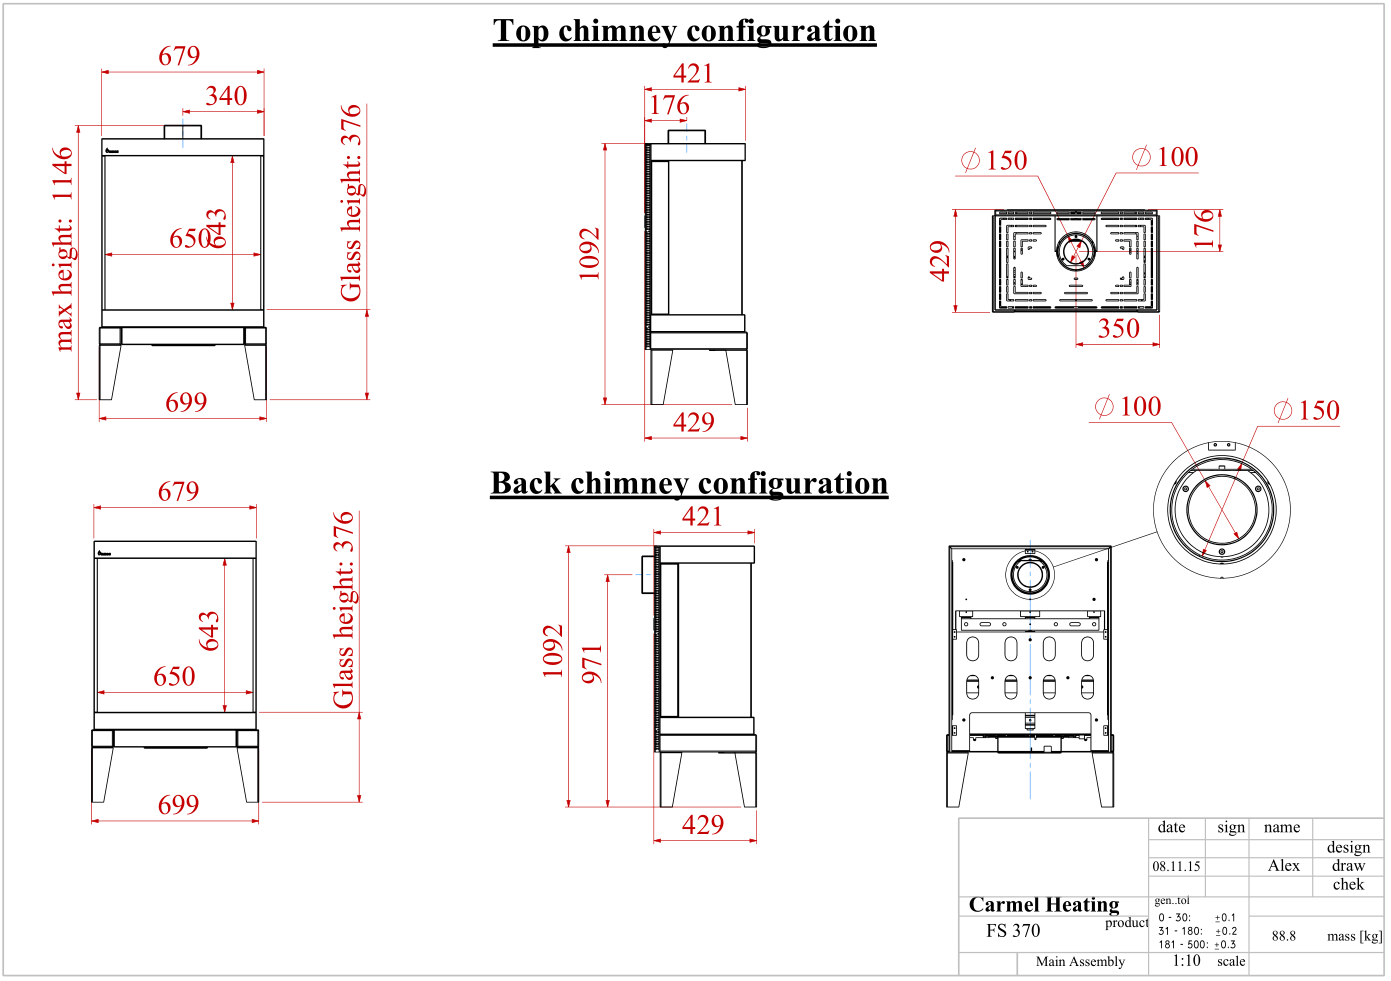 Top chimney configuration
679
340
max height: 1146
650
643
Glass height: 376
699
421
176
1092
429
∅ 150
∅ 100
429
176
350
∅ 100
∅ 150
Back chimney configuration
679
643
650
Glass height: 376
699
421
1092
971
429
date sign name
design
08.11.15 Alex draw
chek
Carmel Heating
gen..tol
FS 370 product
0 - 30: ±0.1
31 - 180: ±0.2
181 - 500: ±0.3
88.8 mass [kg]
Main Assembly 1:10 scale